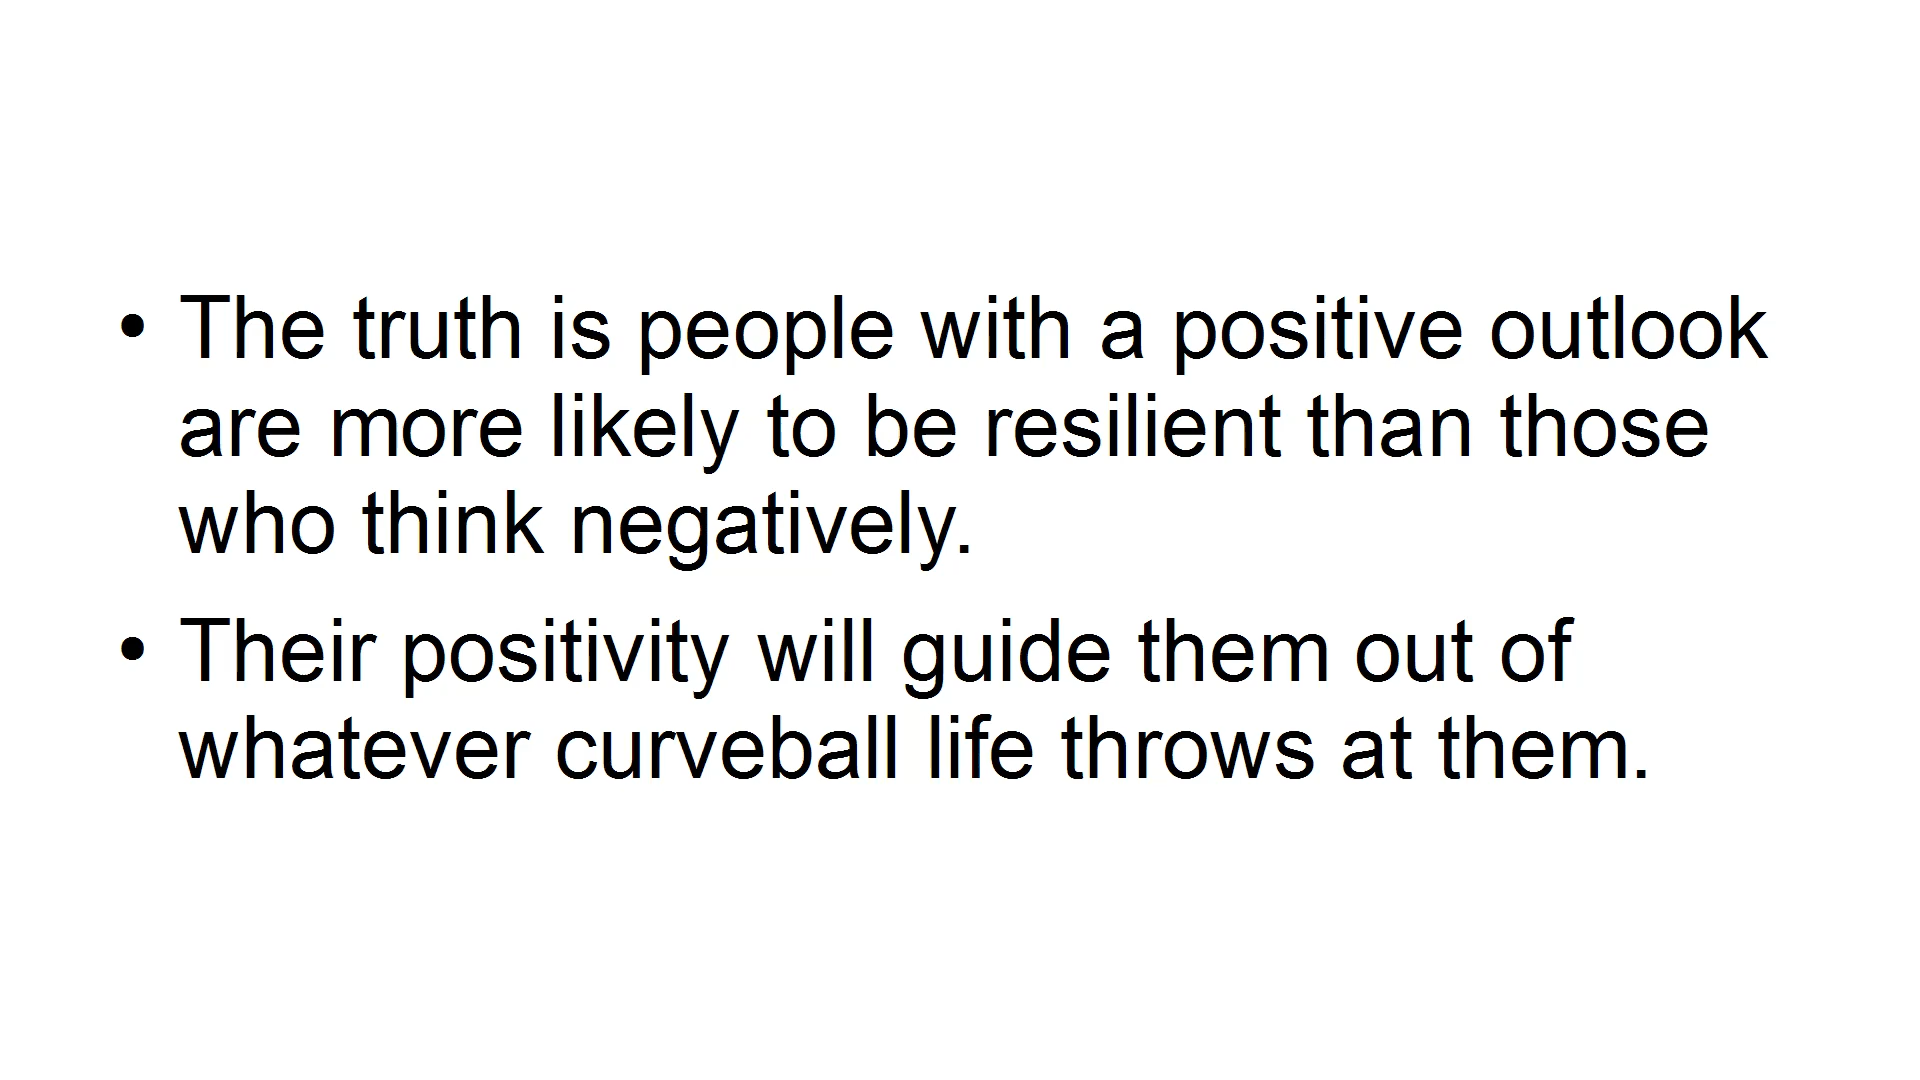 • The truth is people with a positive outlook
are more likely to be resilient than those
who think negatively.
• Their positivity will guide them out of
whatever curveball life throws at them.